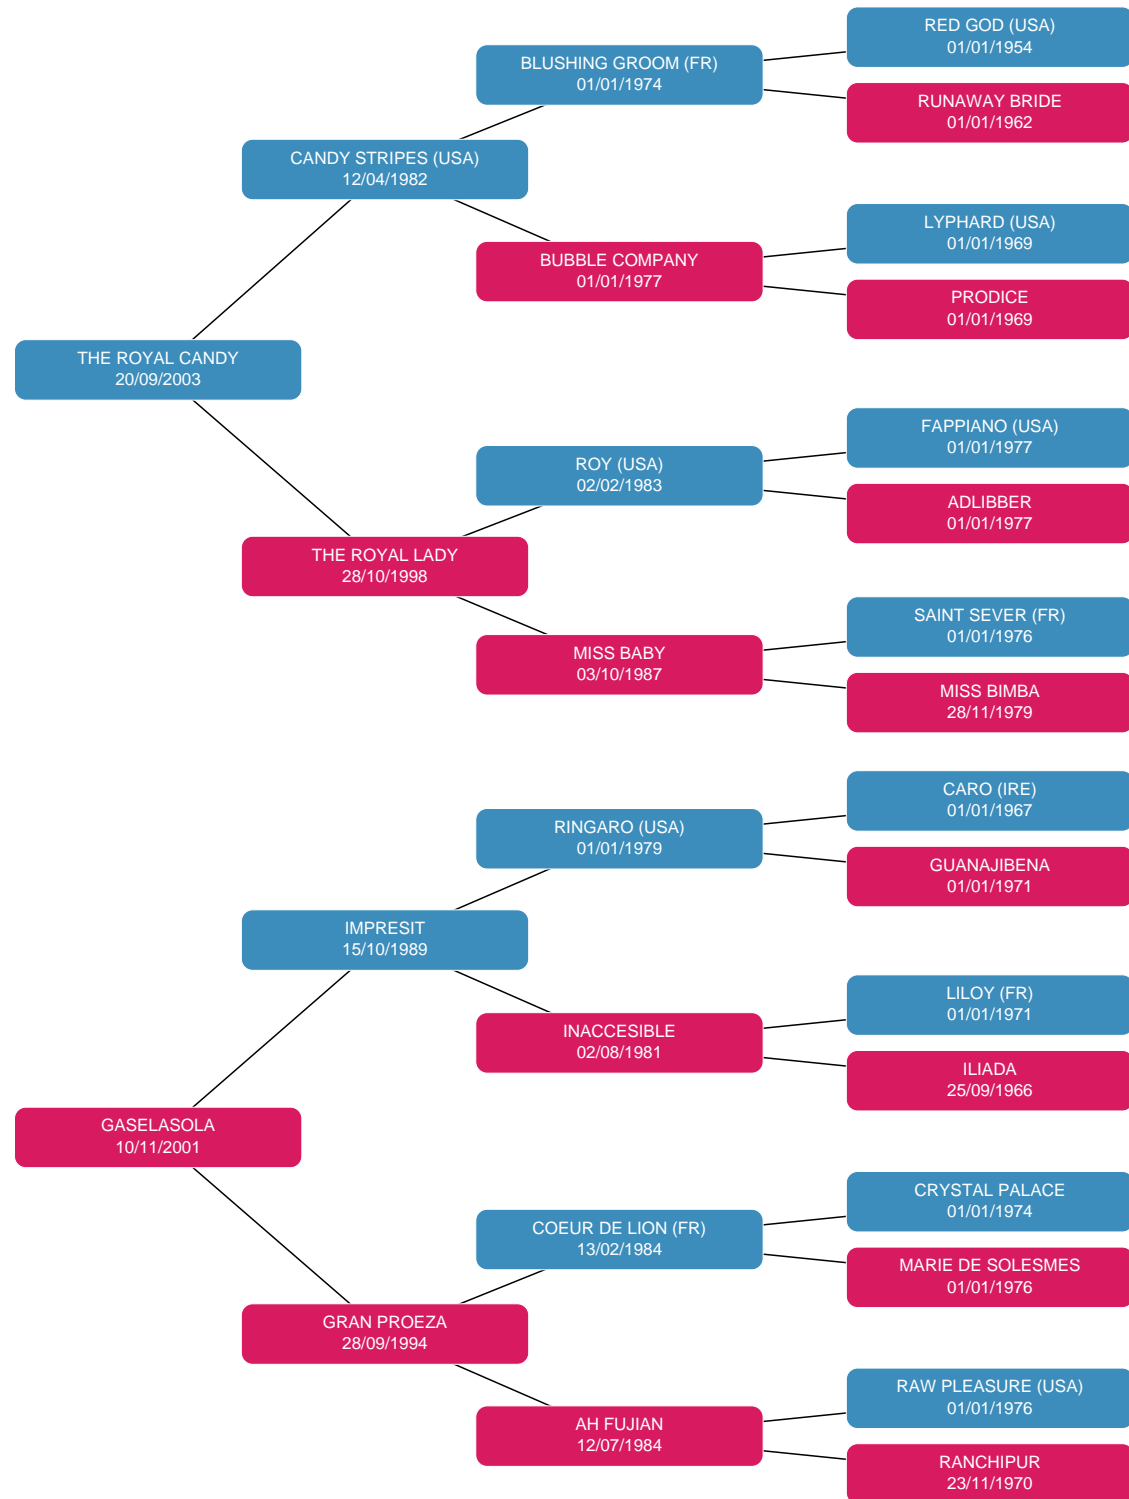 RED GOD (USA)
01/01/1954
BLUSHING GROOM (FR)
01/01/1974
RUNAWAY BRIDE
01/01/1962
CANDY STRIPES (USA)
12/04/1982
LYPHARD (USA)
01/01/1969
BUBBLE COMPANY
01/01/1977
PRODICE
01/01/1969
THE ROYAL CANDY
20/09/2003
FAPPIANO (USA)
01/01/1977
ROY (USA)
02/02/1983
ADLIBBER
01/01/1977
THE ROYAL LADY
28/10/1998
SAINT SEVER (FR)
01/01/1976
MISS BABY
03/10/1987
MISS BIMBA
28/11/1979
CARO (IRE)
01/01/1967
RINGARO (USA)
01/01/1979
GUANAJIBENA
01/01/1971
IMPRESIT
15/10/1989
LILOY (FR)
01/01/1971
INACCESIBLE
02/08/1981
ILIADA
25/09/1966
GASELASOLA
10/11/2001
CRYSTAL PALACE
01/01/1974
COEUR DE LION (FR)
13/02/1984
MARIE DE SOLESMES
01/01/1976
GRAN PROEZA
28/09/1994
RAW PLEASURE (USA)
01/01/1976
AH FUJIAN
12/07/1984
RANCHIPUR
23/11/1970